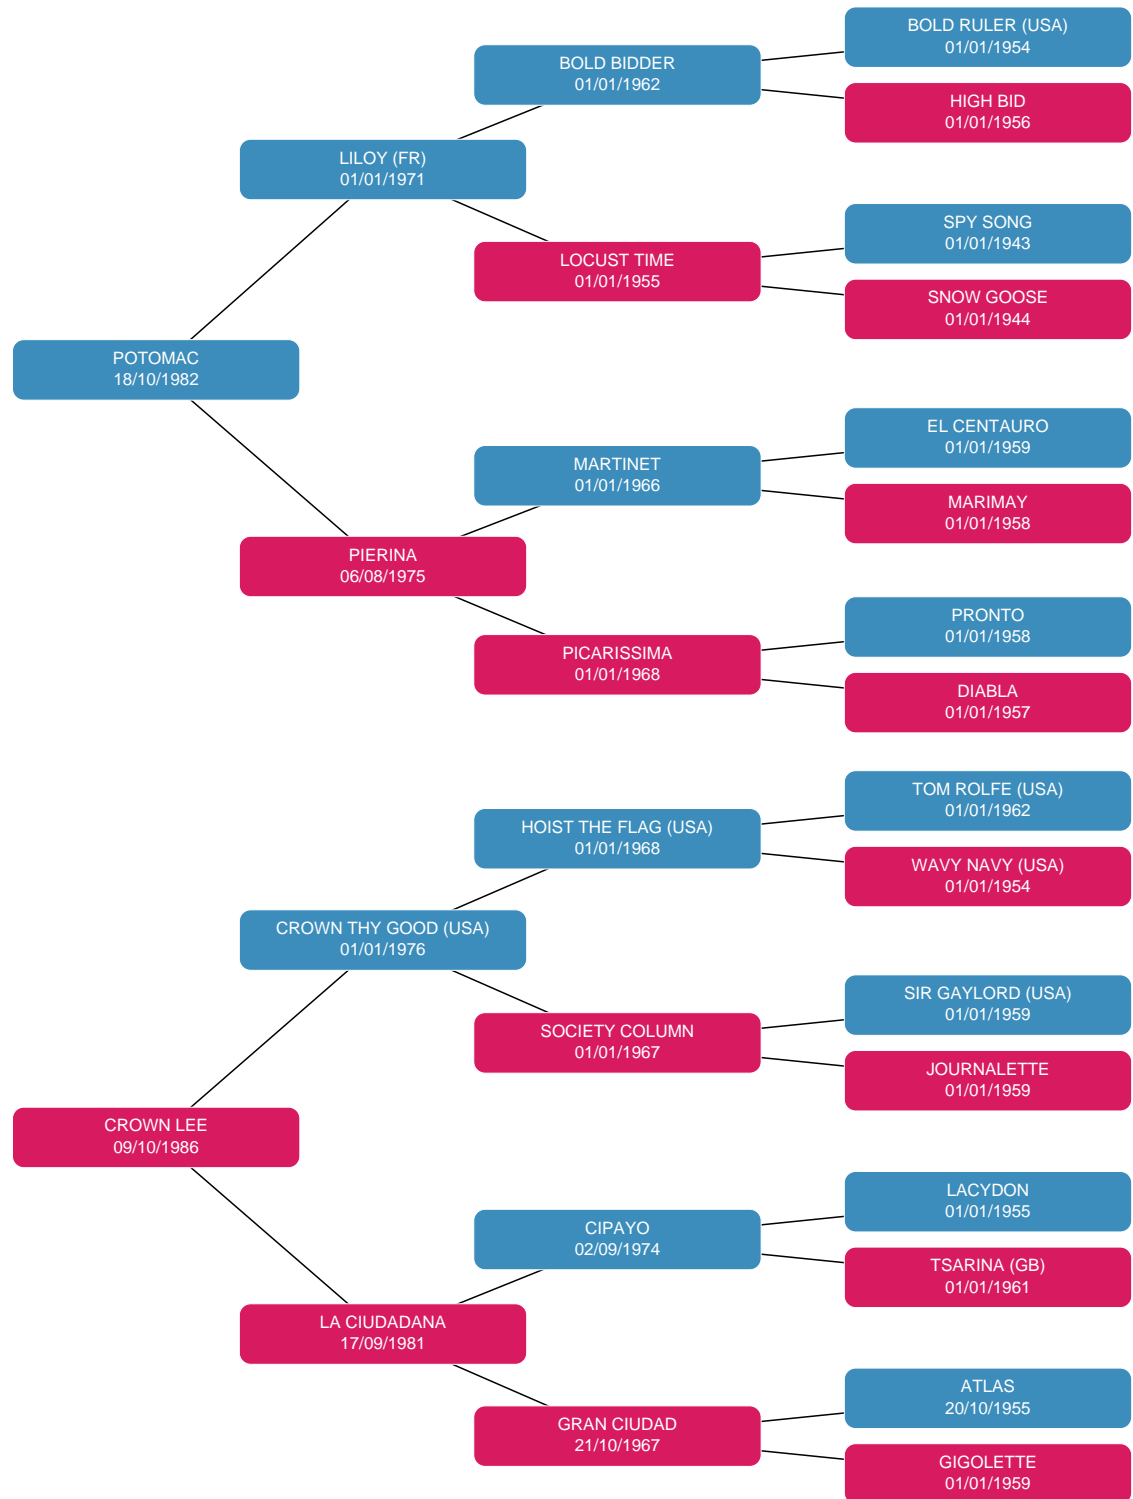 BOLD RULER (USA)
01/01/1954
BOLD BIDDER
01/01/1962
HIGH BID
01/01/1956
LILOY (FR)
01/01/1971
SPY SONG
01/01/1943
LOCUST TIME
01/01/1955
SNOW GOOSE
01/01/1944
POTOMAC
18/10/1982
EL CENTAURO
01/01/1959
MARTINET
01/01/1966
MARIMAY
01/01/1958
PIERINA
06/08/1975
PRONTO
01/01/1958
PICARISSIMA
01/01/1968
DIABLA
01/01/1957
TOM ROLFE (USA)
01/01/1962
HOIST THE FLAG (USA)
01/01/1968
WAVY NAVY (USA)
01/01/1954
CROWN THY GOOD (USA)
01/01/1976
SIR GAYLORD (USA)
01/01/1959
SOCIETY COLUMN
01/01/1967
JOURNALETTE
01/01/1959
CROWN LEE
09/10/1986
LACYDON
01/01/1955
CIPAYO
02/09/1974
TSARINA (GB)
01/01/1961
LA CIUDADANA
17/09/1981
ATLAS
20/10/1955
GRAN CIUDAD
21/10/1967
GIGOLETTE
01/01/1959